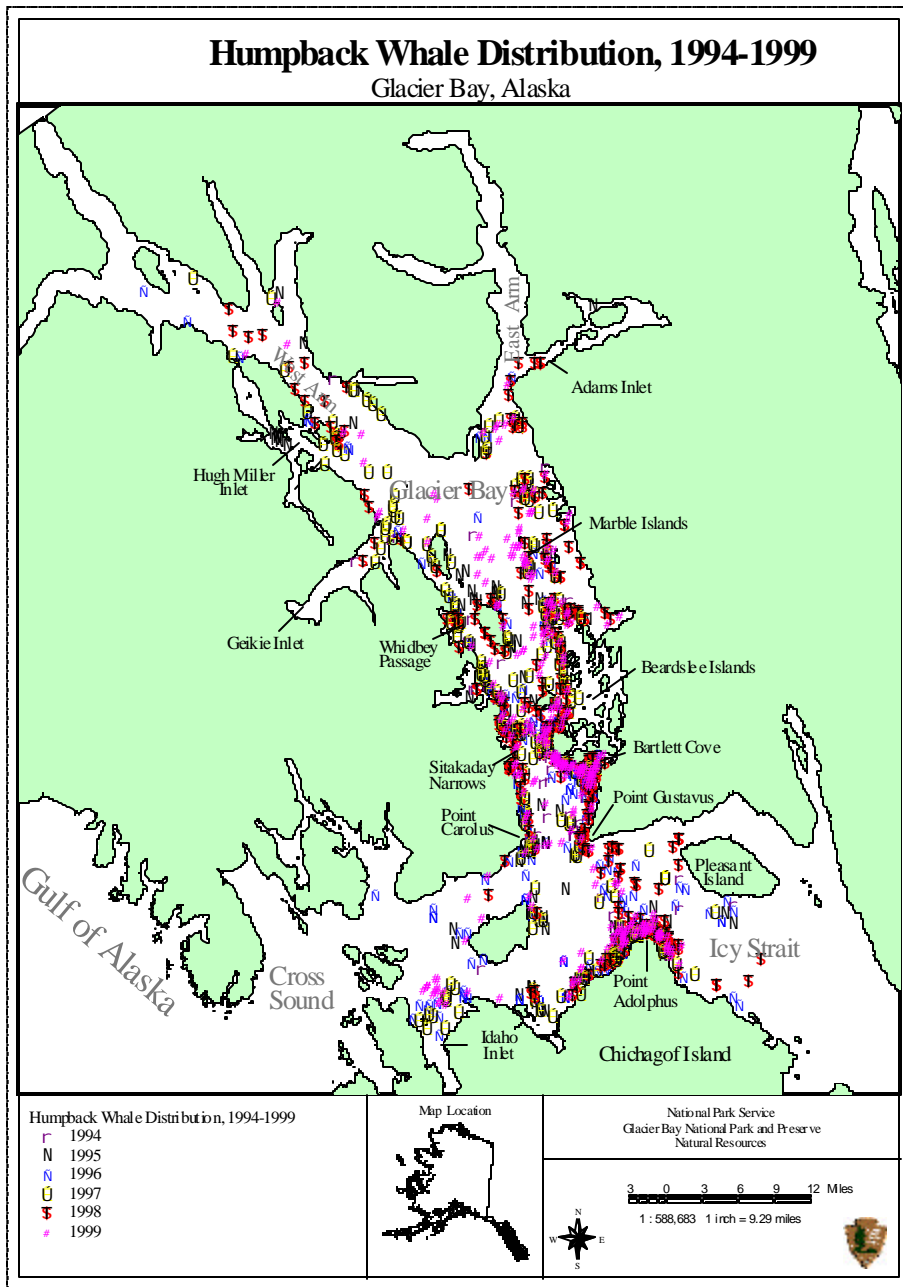 Humpback Whale Distribution, 1994-1999
Glacier Bay, Alaska
East Arm
West Arm
Adams Inlet
Hugh Miller
Inlet
Glacier Bay
Marble Islands
Geikie Inlet
Whidbey
Passage
Beardslee Islands
Bartlett Cove
Sitakaday
Narrows
Point Gustavus
Point
Carolus
Pleasant
Island
Gulf of Alaska
Cross
Sound
Icy Strait
Point
Adolphus
Idaho
Inlet
Chichagof Island
Humpback Whale Distribution, 1994-1999
r 1994
N 1995
Ñ 1996
Ú 1997
$ 1998
# 1999
Map Location
National Park Service
Glacier Bay National Park and Preserve
Natural Resources
3 0 3 6 9 12 Miles
1 : 588,683 1 inch = 9.29 miles
N
W E
S